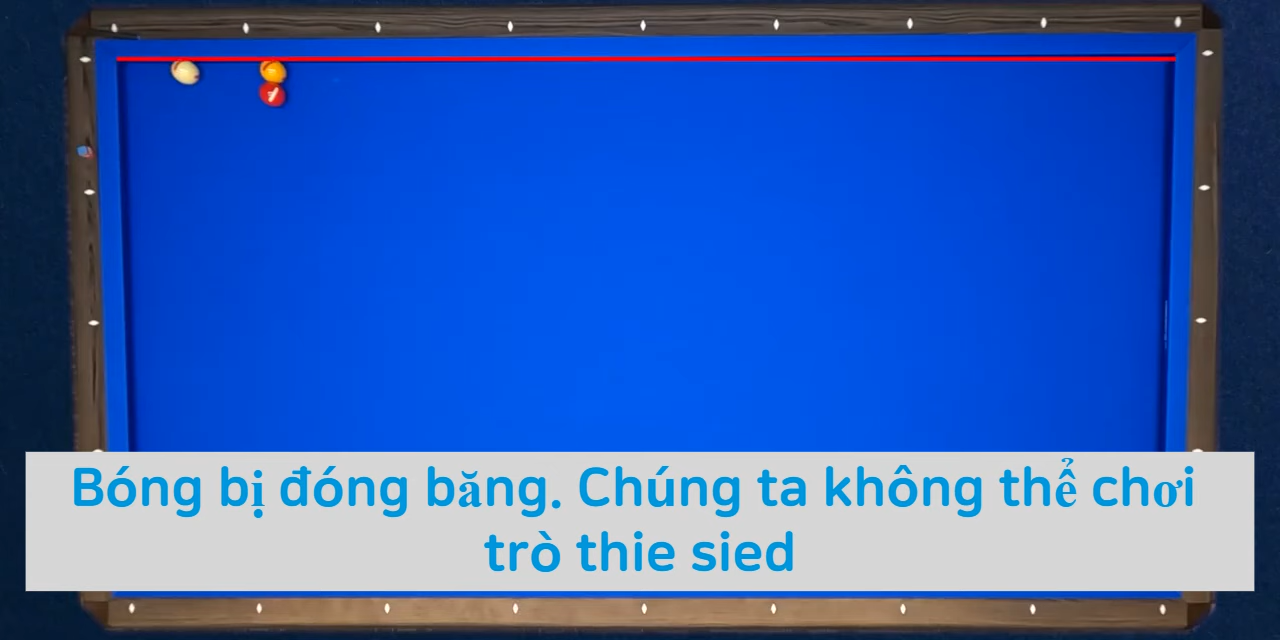 Bóng bị đóng băng. Chúng ta không thể chơi
trò thie sied